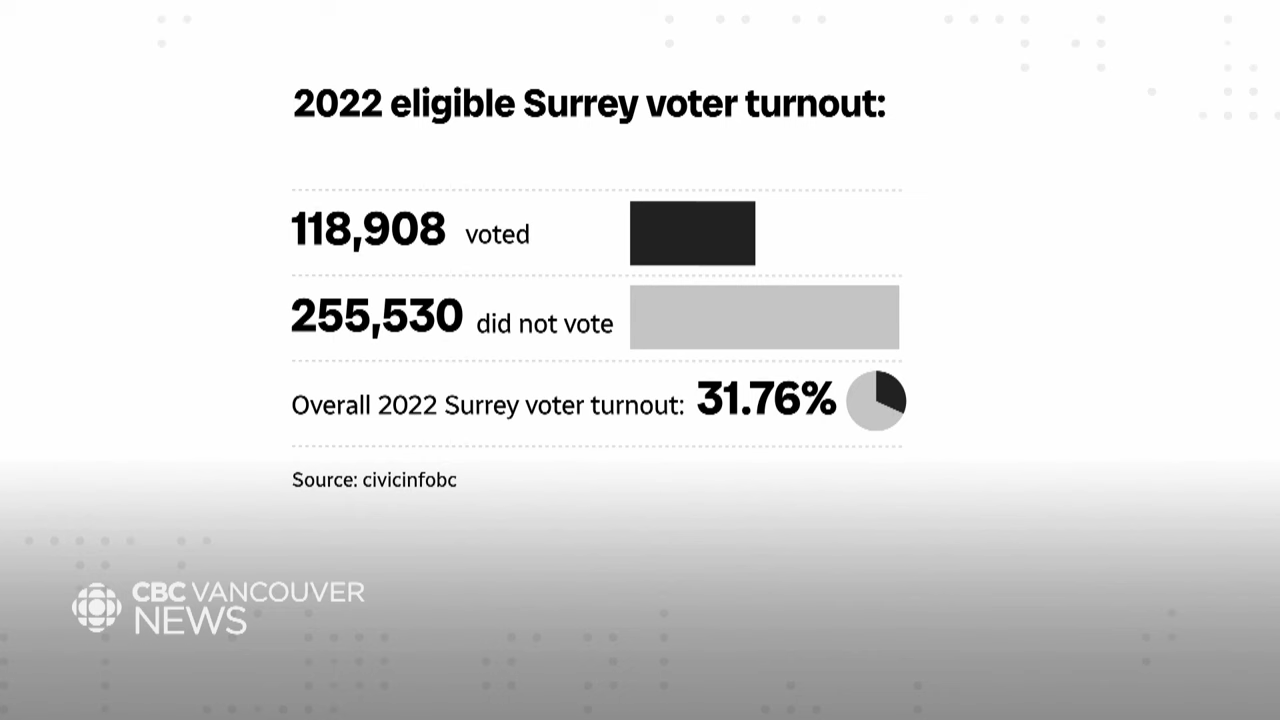 2022 eligible Surrey voter turnout:
118,908 voted
255,530 did not vote
Overall 2022 Surrey voter turnout: 31.76%
Source: civicinfobc
CBC VANCOUVER
NEWS